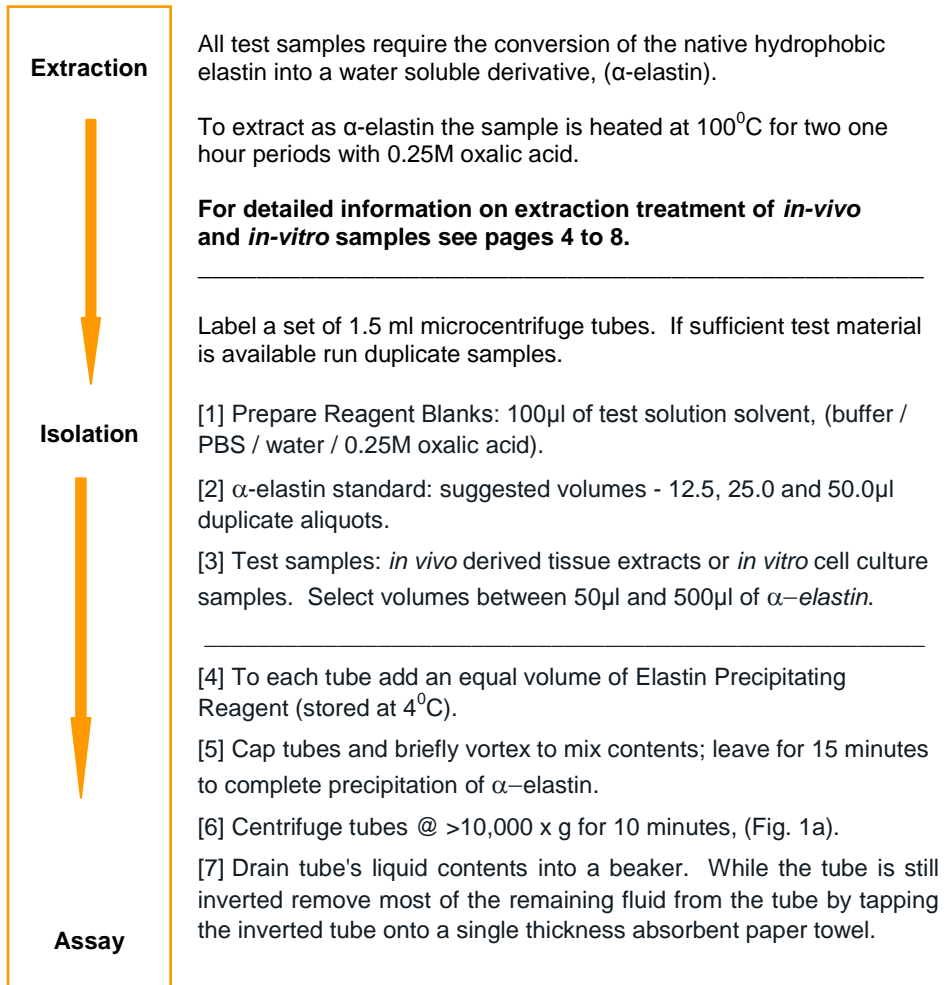 Extraction
All test samples require the conversion of the native hydrophobic
elastin into a water soluble derivative, (α-elastin).
To extract as α-elastin the sample is heated at 100⁰C for two one
hour periods with 0.25M oxalic acid.
For detailed information on extraction treatment of in-vivo
and in-vitro samples see pages 4 to 8.
Label a set of 1.5 ml microcentrifuge tubes.  If sufficient test material
is available run duplicate samples.
Isolation
[1] Prepare Reagent Blanks: 100µl of test solution solvent, (buffer /
PBS / water / 0.25M oxalic acid).
[2] α-elastin standard: suggested volumes - 12.5, 25.0 and 50.0µl
duplicate aliquots.
[3] Test samples: in vivo derived tissue extracts or in vitro cell culture
samples.  Select volumes between 50µl and 500µl of α−elastin.
[4] To each tube add an equal volume of Elastin Precipitating
Reagent (stored at 4⁰C).
[5] Cap tubes and briefly vortex to mix contents; leave for 15 minutes
to complete precipitation of α−elastin.
[6] Centrifuge tubes @ >10,000 x g for 10 minutes, (Fig. 1a).
[7] Drain tube's liquid contents into a beaker.  While the tube is still
inverted remove most of the remaining fluid from the tube by tapping
the inverted tube onto a single thickness absorbent paper towel.
Assay